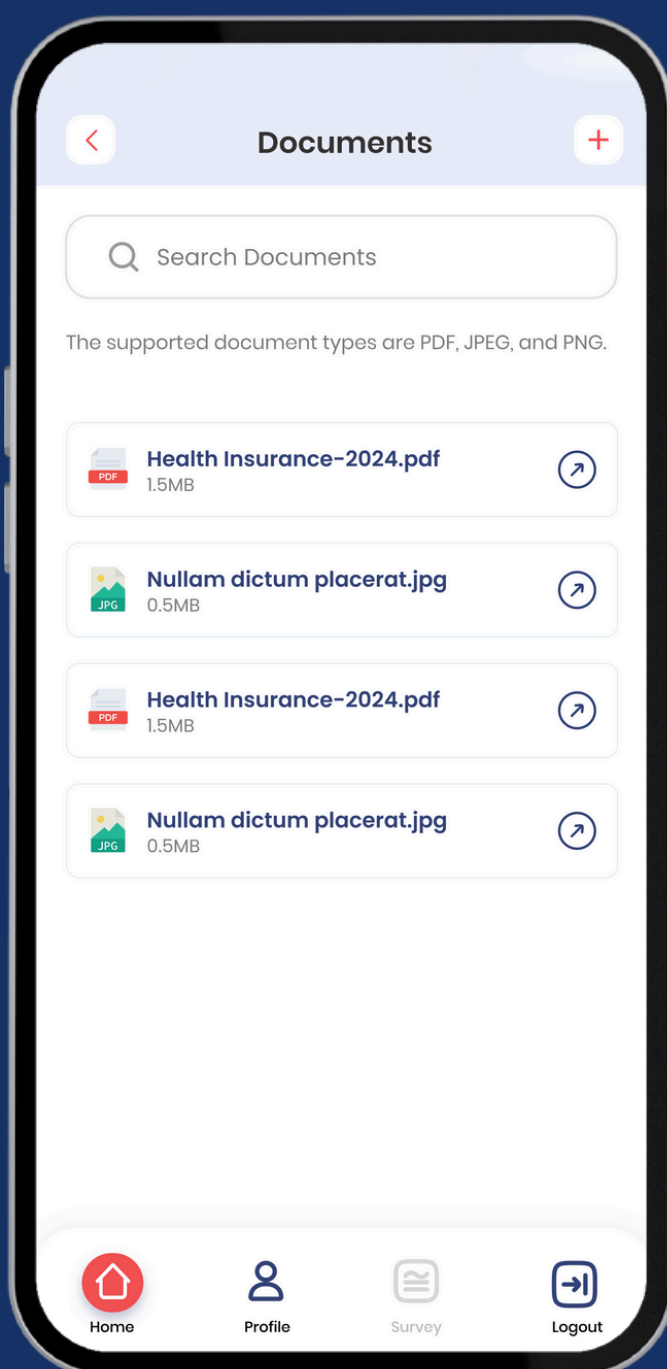 Documents
Search Documents
The supported document types are PDF, JPEG, and PNG.
Health Insurance-2024.pdf
PDF
1.5MB
Nullam dictum placerat.jpg
JPG
0.5MB
Health Insurance-2024.pdf
PDF
1.5MB
Nullam dictum placerat.jpg
JPG
0.5MB
Home
Profile
Survey
Logout